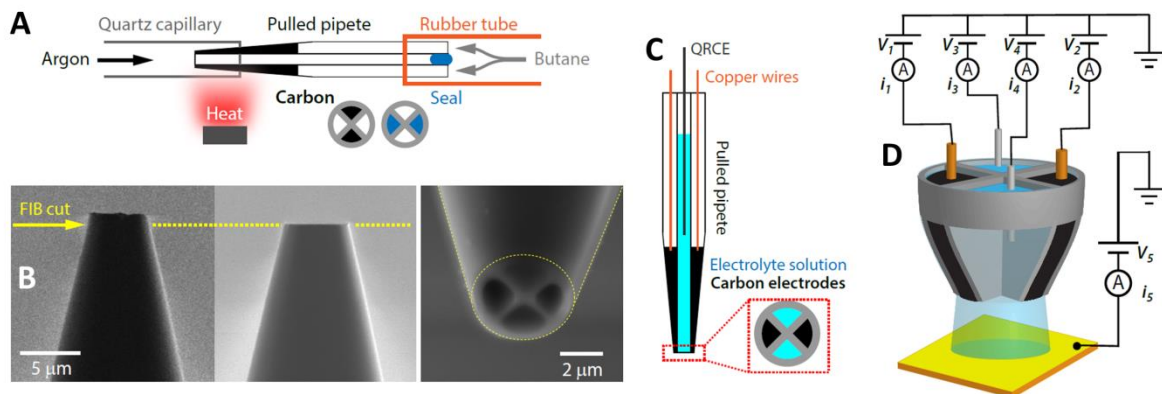 A
Quartz capillary
Pulled pipete
Rubber tube
Argon
Butane
Carbon
Seal
Heat
B
FIB cut
5 μm
2 μm
C
QRCE
Copper wires
Pulled pipete
Electrolyte solution
Carbon electrodes
D
V1 V3 V4 V2
A A A A
i1 i3 i4 i2
V5
A
i5